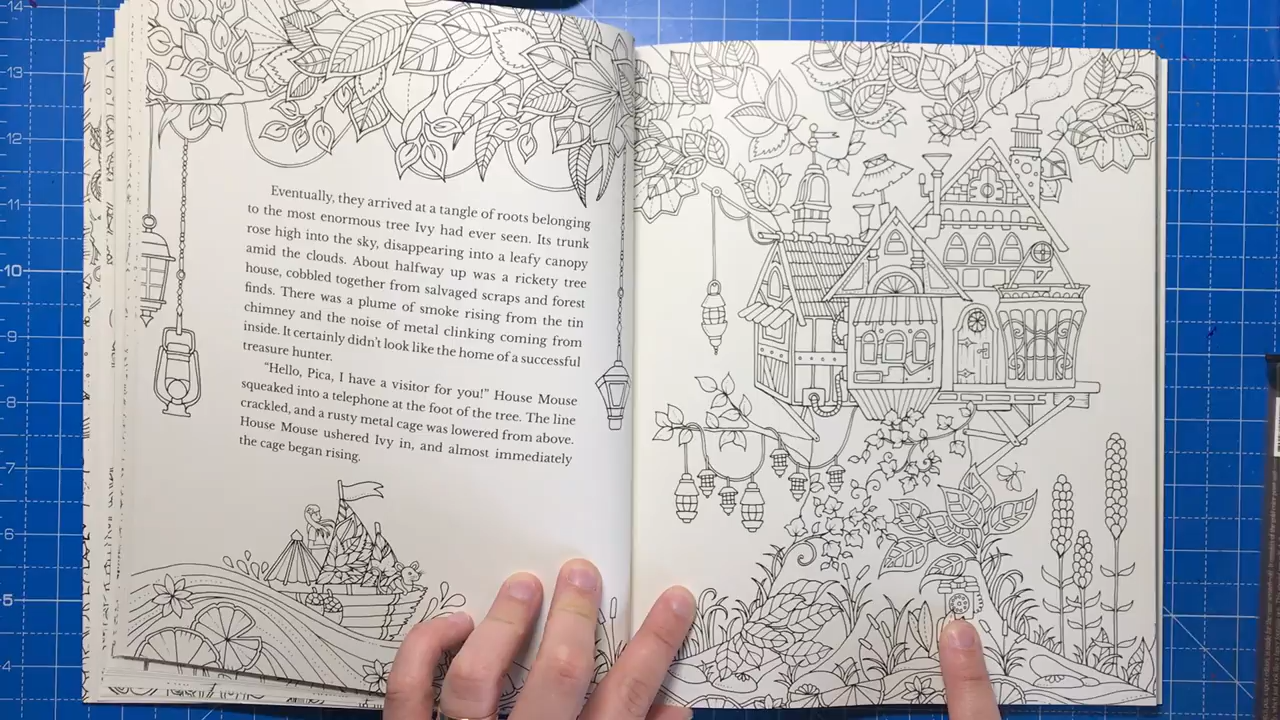 14
13
12
11
10
9
8
7
6
5
4
Eventually, they arrived at a tangle of roots belonging
to the most enormous tree Ivy had ever seen. Its trunk
rose high into the sky, disappearing into a leafy canopy
amid the clouds. About halfway up was a rickety tree
house, cobbled together from salvaged scraps and forest
finds. There was a plume of smoke rising from the tin
chimney and the noise of metal clinking coming from
inside. It certainly didn't look like the home of a successful
treasure hunter.
“Hello, Pica, I have a visitor for you!” House Mouse
squeaked into a telephone at the foot of the tree. The line
crackled, and a rusty metal cage was lowered from above.
House Mouse ushered Ivy in, and almost immediately
the cage began rising.